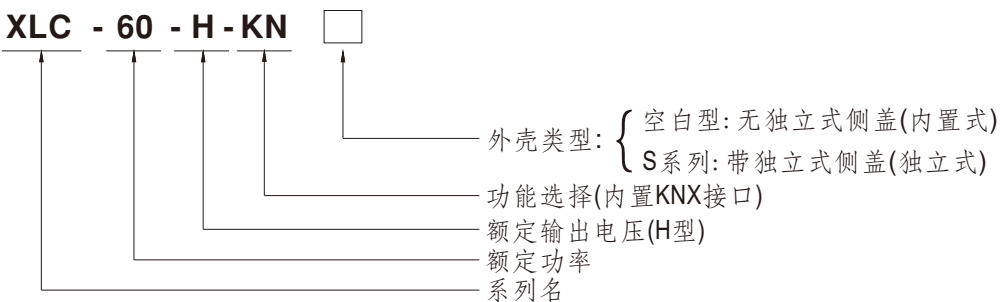 XLC - 60 - H - KN
外壳类型:
空白型: 无独立式侧盖(内置式)
S系列: 带独立式侧盖(独立式)
功能选择(内置KNX接口)
额定输出电压(H型)
额定功率
系列名